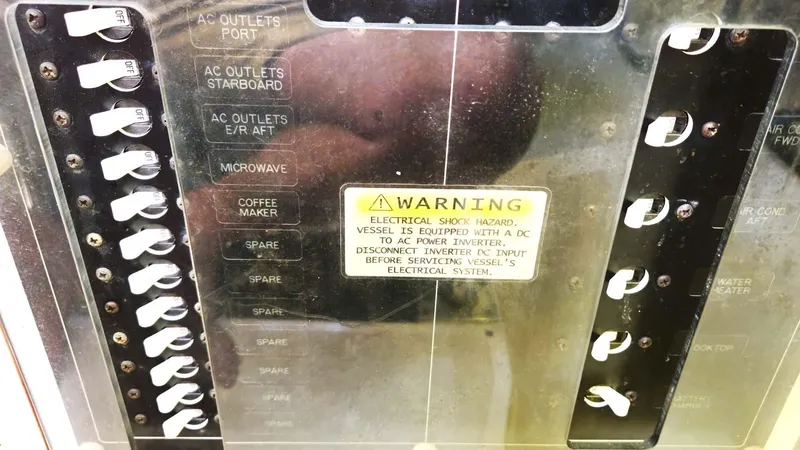 OFF
AC OUTLETS
PORT
OFF
AC OUTLETS
STARBOARD
OFF
AC OUTLETS
E/R AFT
OFF
MICROWAVE
COFFEE
MAKER
SPARE
SPARE
SPARE
SPARE
SPARE
SPARE
SPARE
WARNING
ELECTRICAL SHOCK HAZARD.
VESSEL IS EQUIPPED WITH A DC
TO AC POWER INVERTER.
DISCONNECT INVERTER DC INPUT
BEFORE SERVICING VESSEL'S
ELECTRICAL SYSTEM.
AIR COND
FWD
AIR COND
AFT
WATER
HEATER